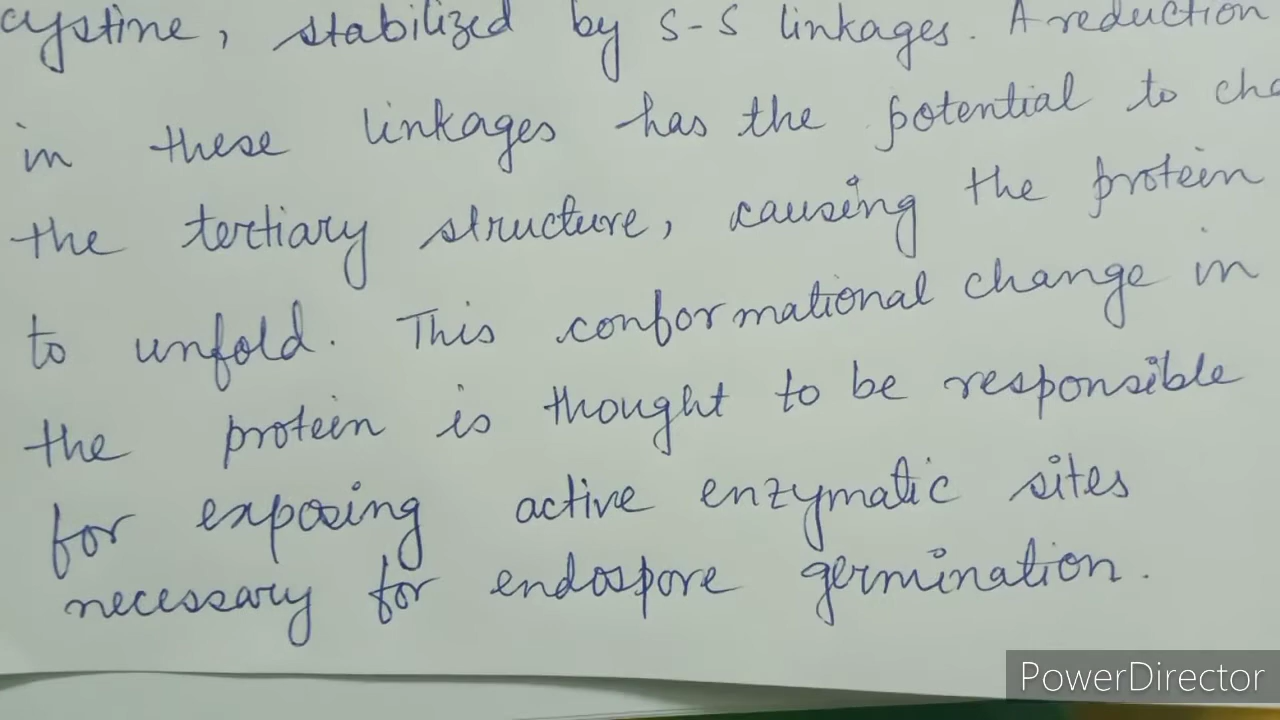 cystine, stabilized by S-S linkages. A reduction
in these linkages has the potential to cha
the tertiary structure, causing the protein
to unfold. This conformational change in
the protein is thought to be responsible
for exposing active enzymatic sites
necessary for endospore germination.
PowerDirector